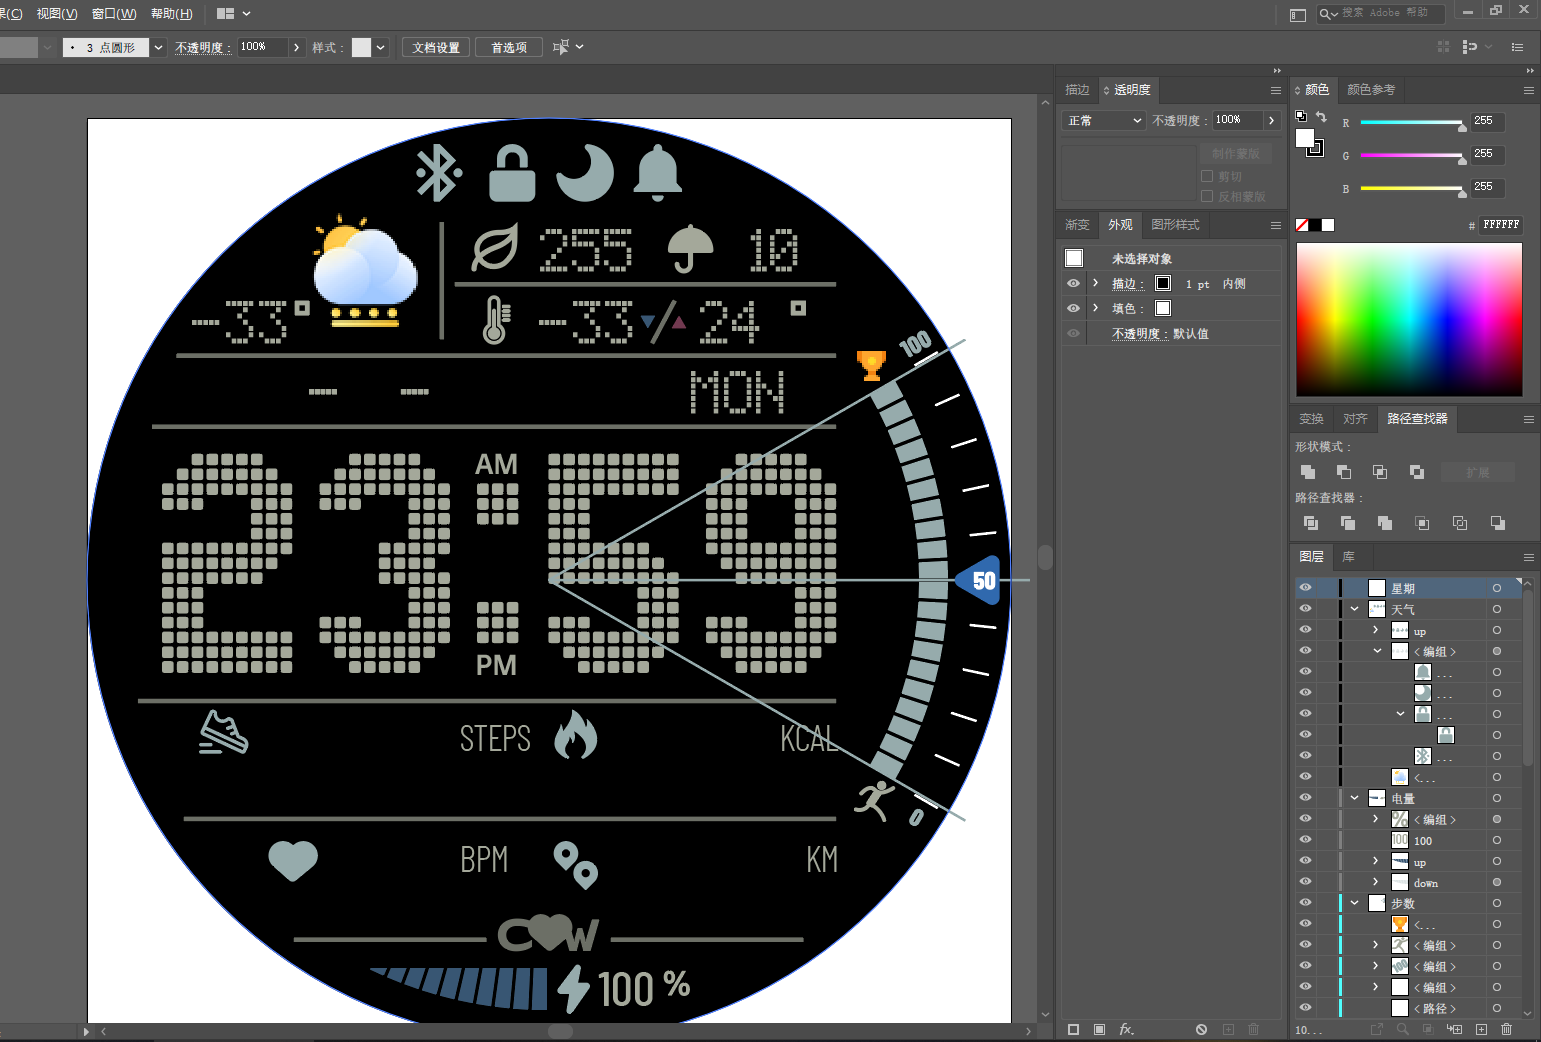 果(C) 视图(V) 窗口(W) 帮助(H)
搜索 Adobe 帮助
3 点圆形
不透明度：
100%
样式：
文档设置
首选项
描边
透明度
正常
不透明度：
100%
制作蒙版
剪切
反相蒙版
渐变
外观
图形样式
未选择对象
描边：
1 pt 内侧
填色：
不透明度：默认值
颜色
颜色参考
R 255
G 255
B 255
# FFFFFF
变换
对齐
路径查找器
形状模式：
扩展
路径查找器：
图层
库
星期
天气
up
<编组>
...
...
...
...
<...
电量
<编组>
100
up
down
步数
<...
<编组>
<编组>
<编组>
<路径>
10...
fx.
255
10
-33°
-33/24°
100
- -
MON
AM
23:59
PM
50
STEPS
KCAL
0
BPM
KM
C W
100 %